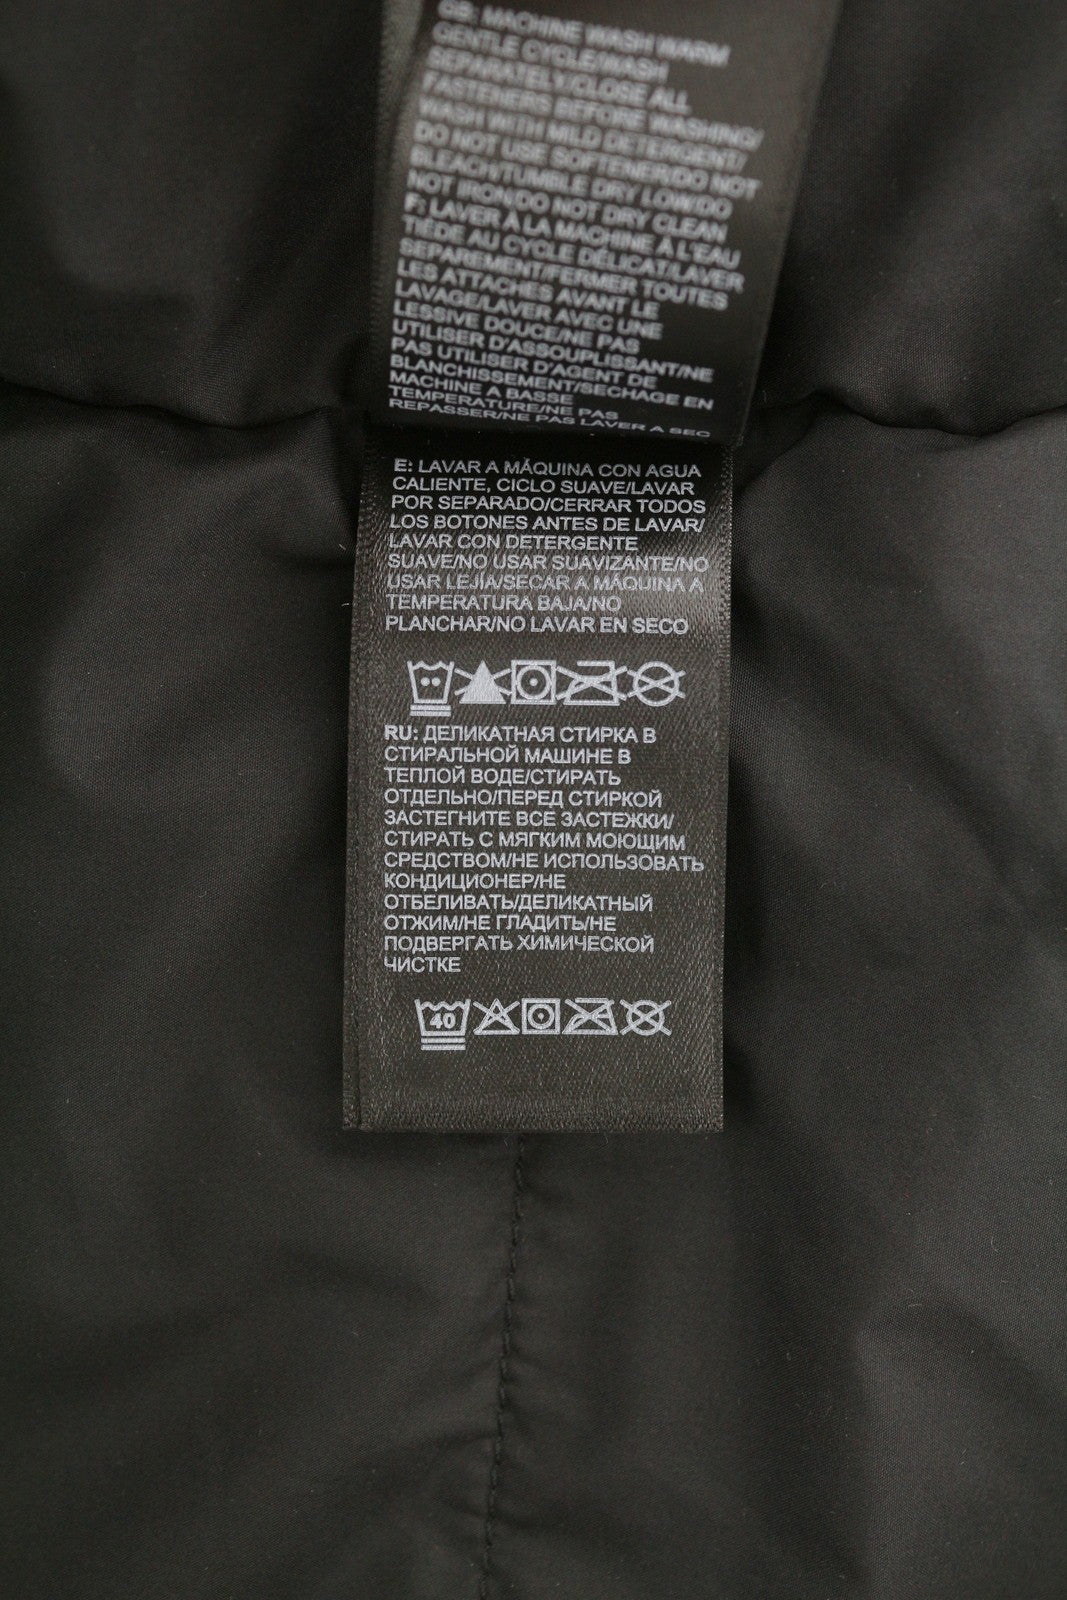 GB: MACHINE WASH WARM
GENTLE CYCLE/WASH
SEPARATELY/CLOSE ALL
FASTENERS BEFORE WASHING/
WASH WITH MILD DETERGENT/
DO NOT USE SOFTENER/DO NOT
BLEACH/TUMBLE DRY LOW/DO
NOT IRON/DO NOT DRY CLEAN
F: LAVER À LA MACHINE À L'EAU
TIÈDE AU CYCLE DÉLICAT/LAVER
SEPAREMENT/FERMER TOUTES
LES ATTACHES AVANT LE
LAVAGE/LAVER AVEC UNE
LESSIVE DOUCE/NE PAS
UTILISER D'ASSOUPLISSANT/NE
PAS UTILISER D'AGENT DE
BLANCHISSEMENT/SECHAGE EN
MACHINE A BASSE
TEMPERATURE/NE PAS
REPASSER/NE PAS LAVER A SEC
E: LAVAR A MÁQUINA CON AGUA
CALIENTE, CICLO SUAVE/LAVAR
POR SEPARADO/CERRAR TODOS
LOS BOTONES ANTES DE LAVAR/
LAVAR CON DETERGENTE
SUAVE/NO USAR SUAVIZANTE/NO
USAR LEJÍA/SECAR A MÁQUINA A
TEMPERATURA BAJA/NO
PLANCHAR/NO LAVAR EN SECO
RU: ДЕЛИКАТНАЯ СТИРКА В
СТИРАЛЬНОЙ МАШИНЕ В
ТЕПЛОЙ ВОДЕ/СТИРАТЬ
ОТДЕЛЬНО/ПЕРЕД СТИРКОЙ
ЗАСТЕГНИТЕ ВСЕ ЗАСТЕЖКИ/
СТИРАТЬ С МЯГКИМ МОЮЩИМ
СРЕДСТВОМ/НЕ ИСПОЛЬЗОВАТЬ
КОНДИЦИОНЕР/НЕ
ОТБЕЛИВАТЬ/ДЕЛИКАТНЫЙ
ОТЖИМ/НЕ ГЛАДИТЬ/НЕ
ПОДВЕРГАТЬ ХИМИЧЕСКОЙ
ЧИСТКЕ
40